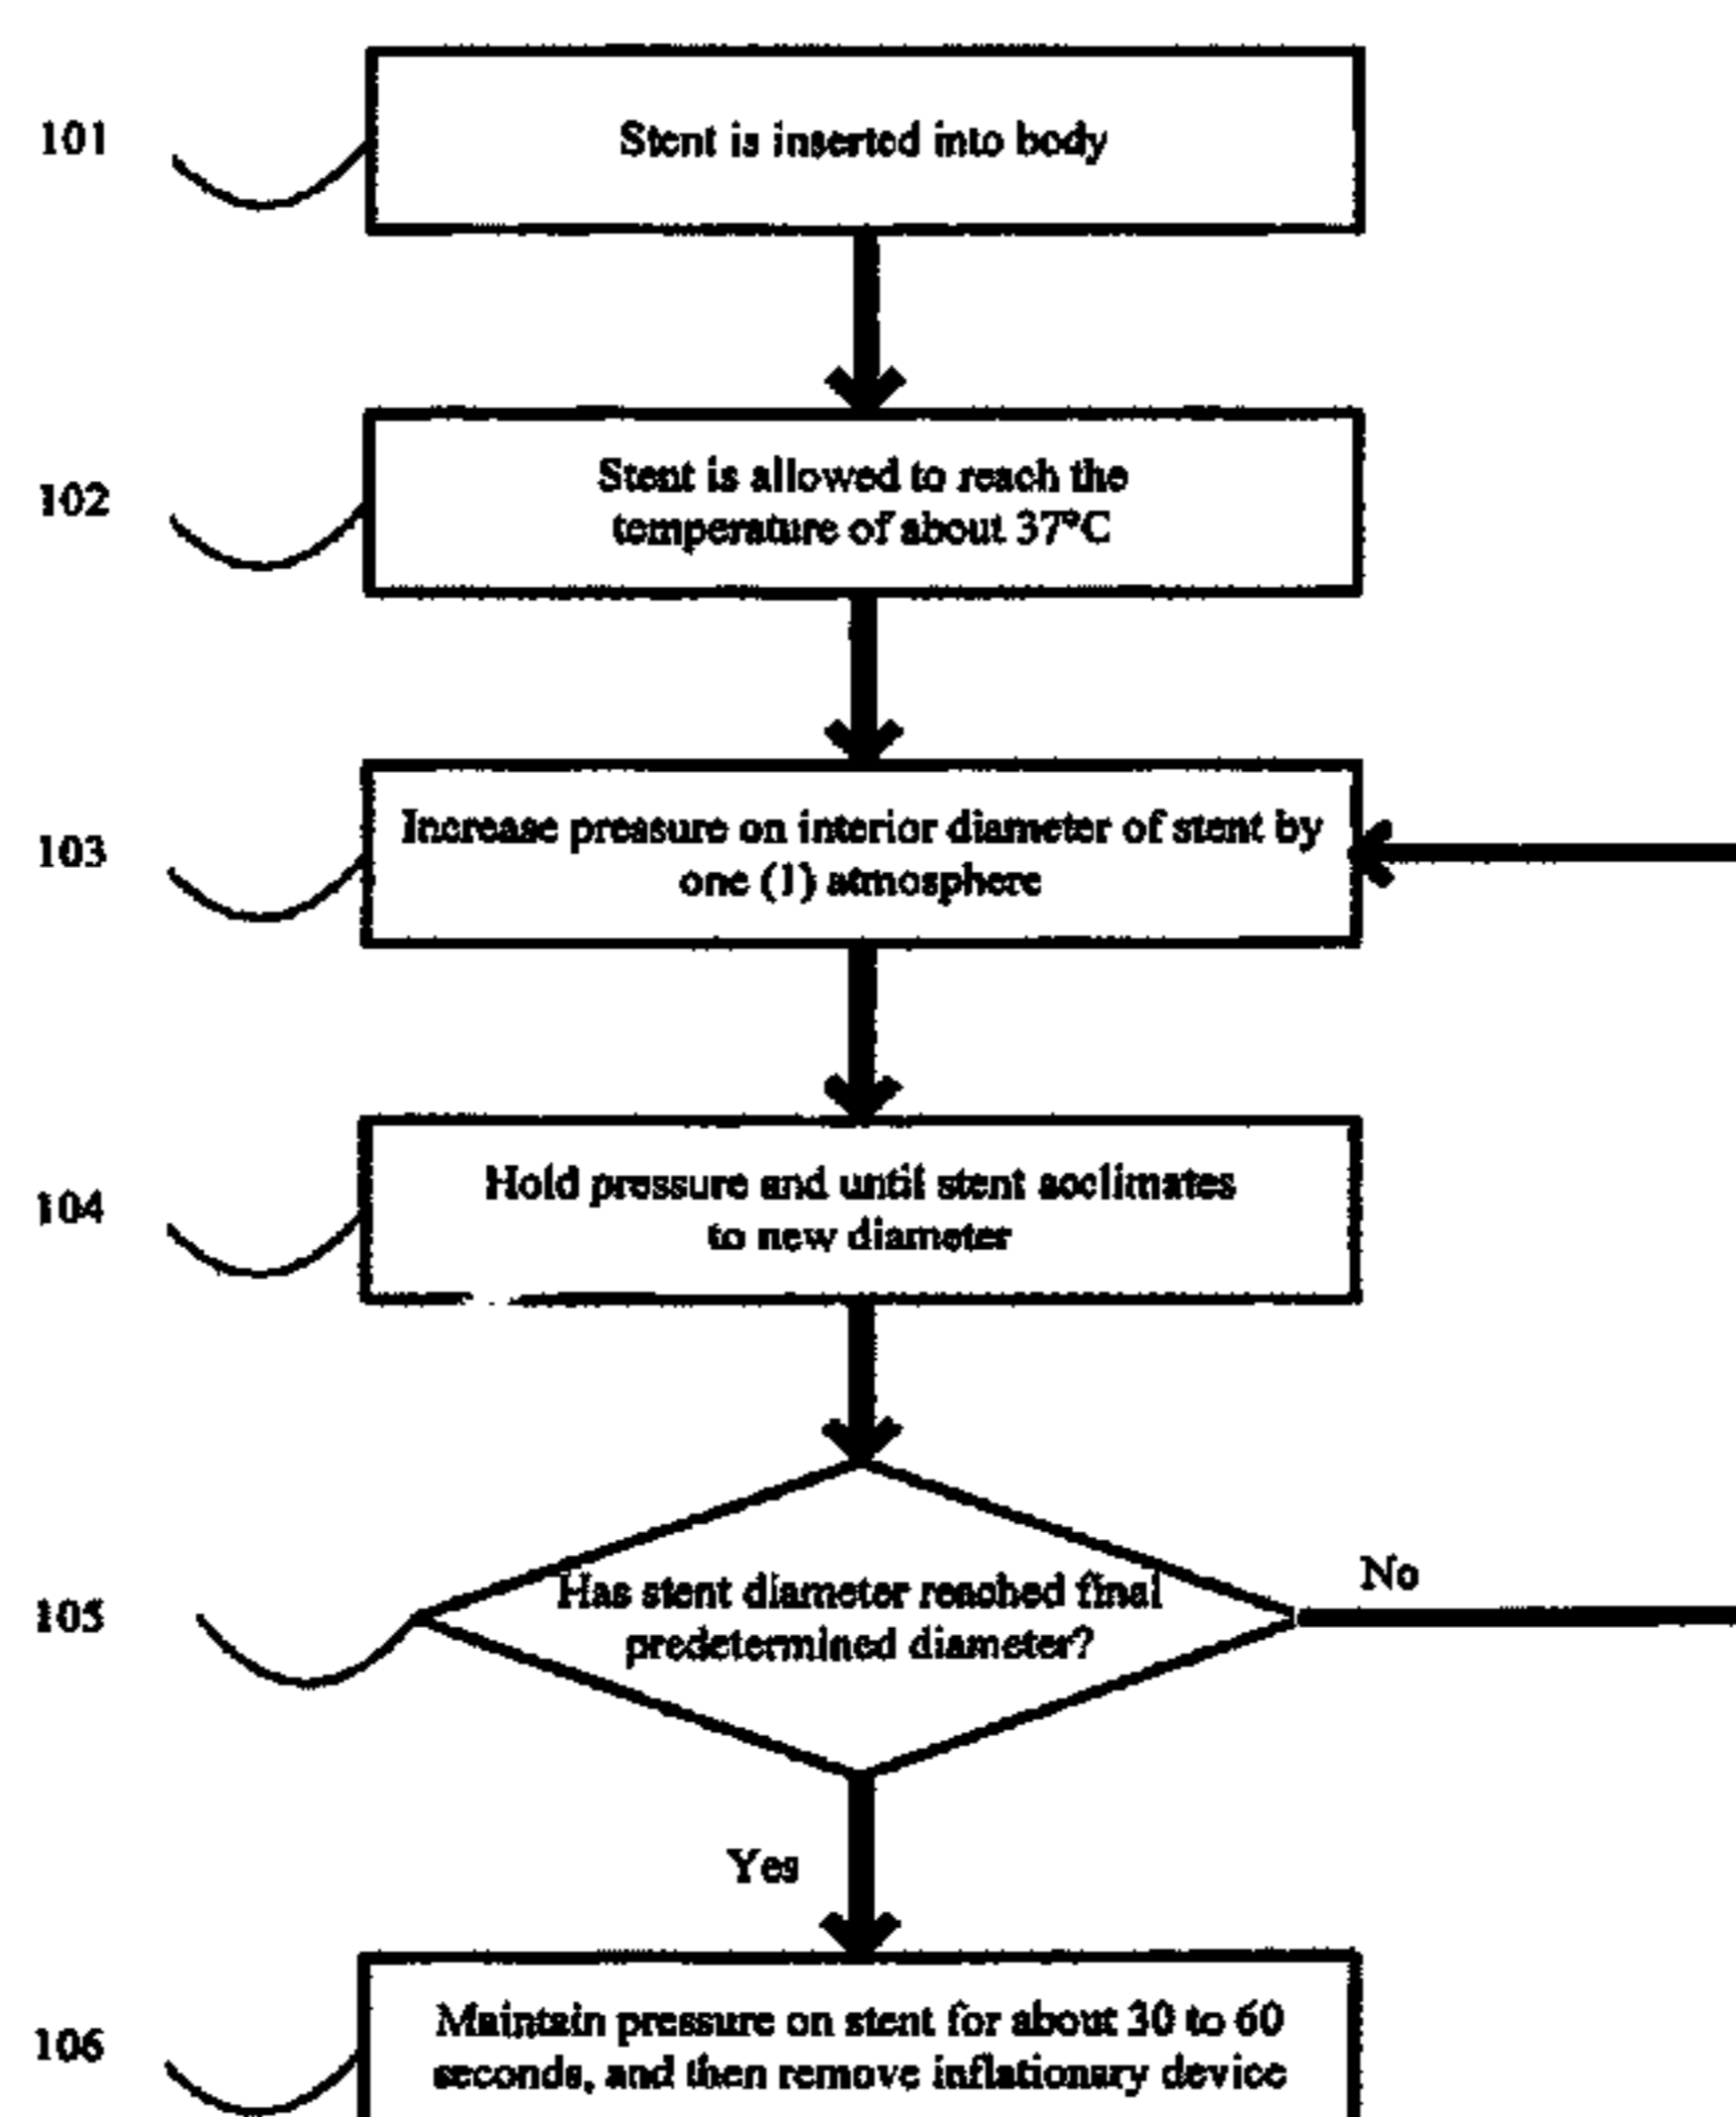 101
Stent is inserted into body
102
Stent is allowed to reach the
temperature of about 37°C
103
Increase pressure on interior diameter of stent by
one (1) atmosphere
104
Hold pressure and until stent acclimates
to new diameter
105
Has stent diameter reached final
predetermined diameter?
No
Yes
106
Maintain pressure on stent for about 30 to 60
seconds, and then remove inflationary device